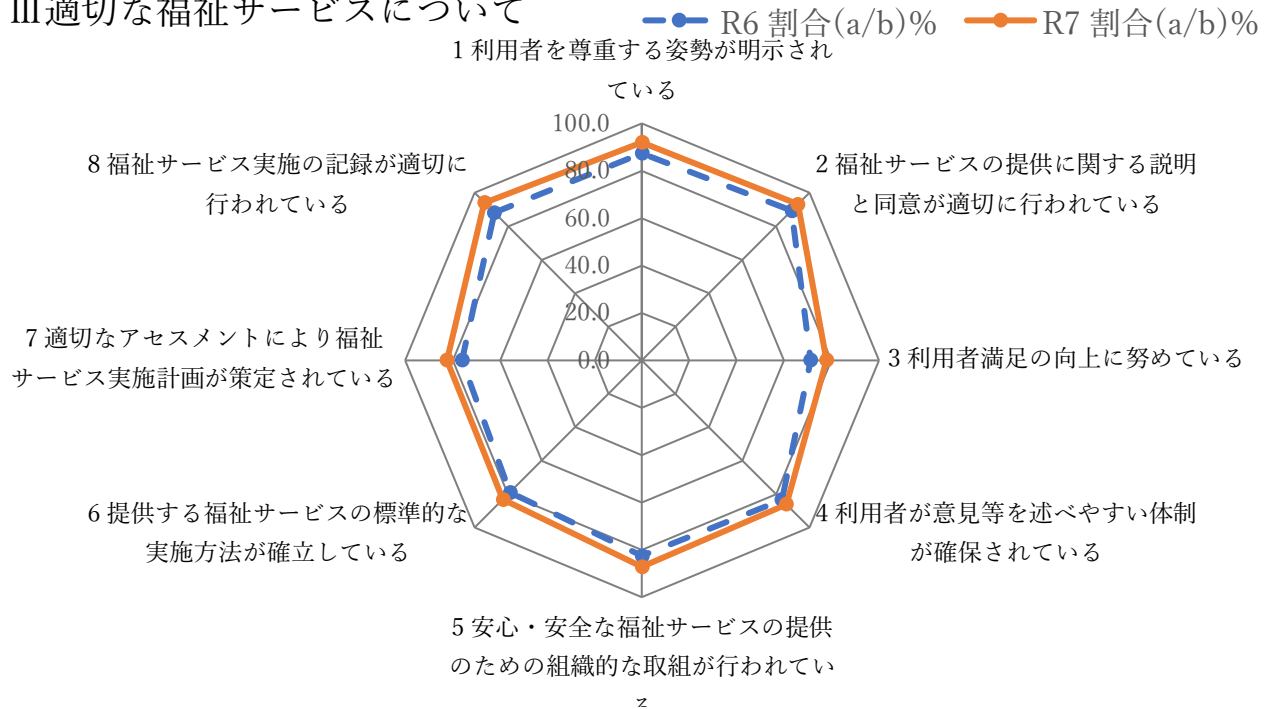 Ⅲ適切な福祉サービスについて
R6 割合(a/b)%
R7 割合(a/b)%
1 利用者を尊重する姿勢が明示され
ている
2 福祉サービスの提供に関する説明
と同意が適切に行われている
3 利用者満足の向上に努めている
4 利用者が意見等を述べやすい体制
が確保されている
5 安心・安全な福祉サービスの提供
のための組織的な取組が行われてい
る
6 提供する福祉サービスの標準的な
実施方法が確立している
7 適切なアセスメントにより福祉
サービス実施計画が策定されている
8 福祉サービス実施の記録が適切に
行われている
100.0
80.0
60.0
40.0
20.0
0.0